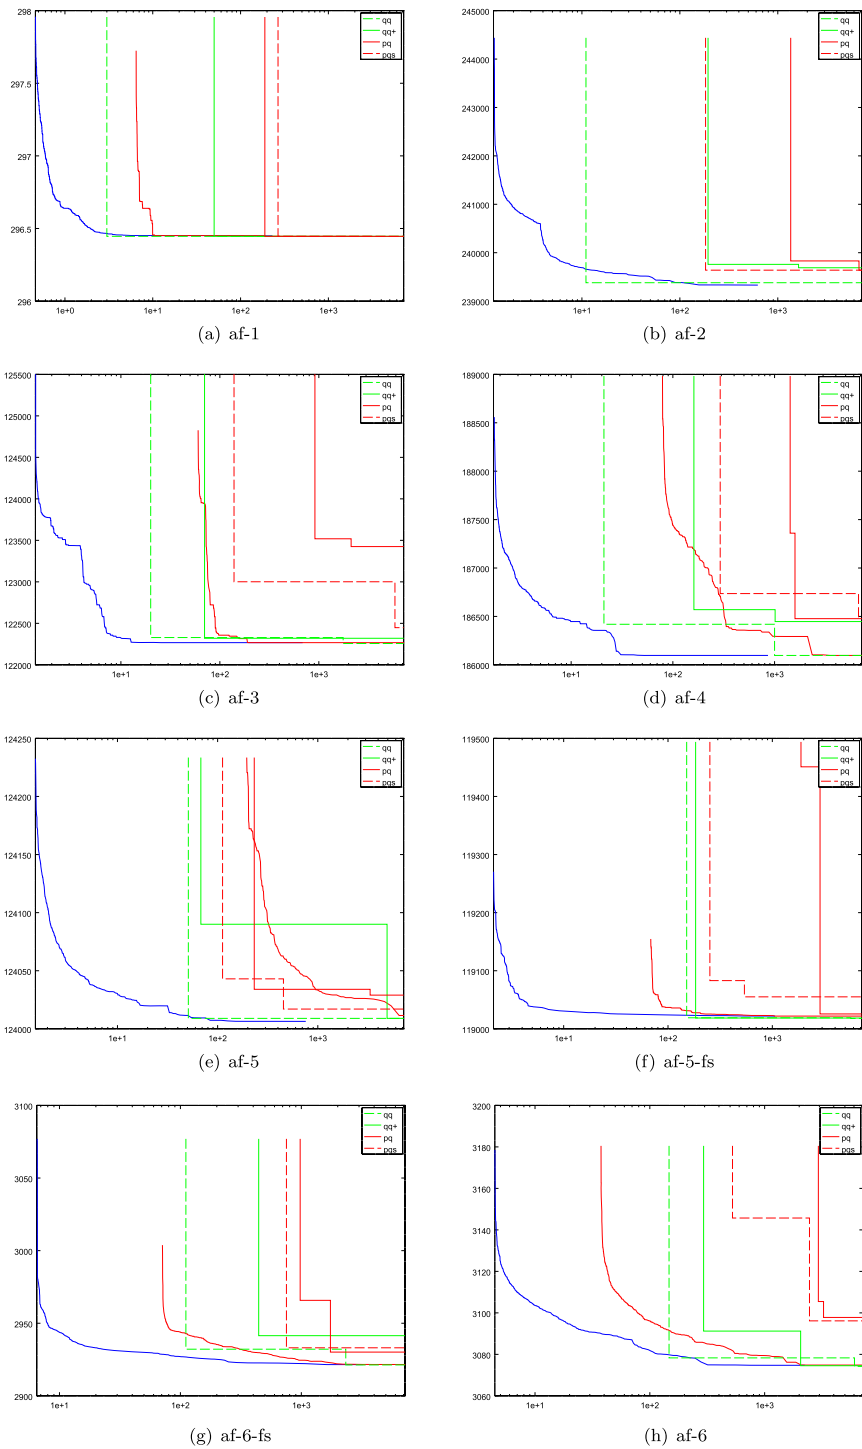 298
297.5
297
296.5
296
1e+0 1e+1 1e+2 1e+3
qq
qq+
pq
pqs
(a) af-1
245000
244000
243000
242000
241000
240000
239000
1e+1 1e+2 1e+3
qq
qq+
pq
pqs
(b) af-2
125500
125000
124500
124000
123500
123000
122500
122000
1e+1 1e+2 1e+3
qq
qq+
pq
pqs
(c) af-3
189000
188500
188000
187500
187000
186500
186000
1e+1 1e+2 1e+3
qq
qq+
pq
pqs
(d) af-4
124250
124200
124150
124100
124050
124000
1e+1 1e+2 1e+3
qq
qq+
pq
pqs
(e) af-5
119500
119400
119300
119200
119100
119000
1e+1 1e+2 1e+3
qq
qq+
pq
pqs
(f) af-5-fs
3100
3050
3000
2950
2900
1e+1 1e+2 1e+3
qq
qq+
pq
pqs
(g) af-6-fs
3200
3180
3160
3140
3120
3100
3080
3060
1e+1 1e+2 1e+3
qq
qq+
pq
pqs
(h) af-6